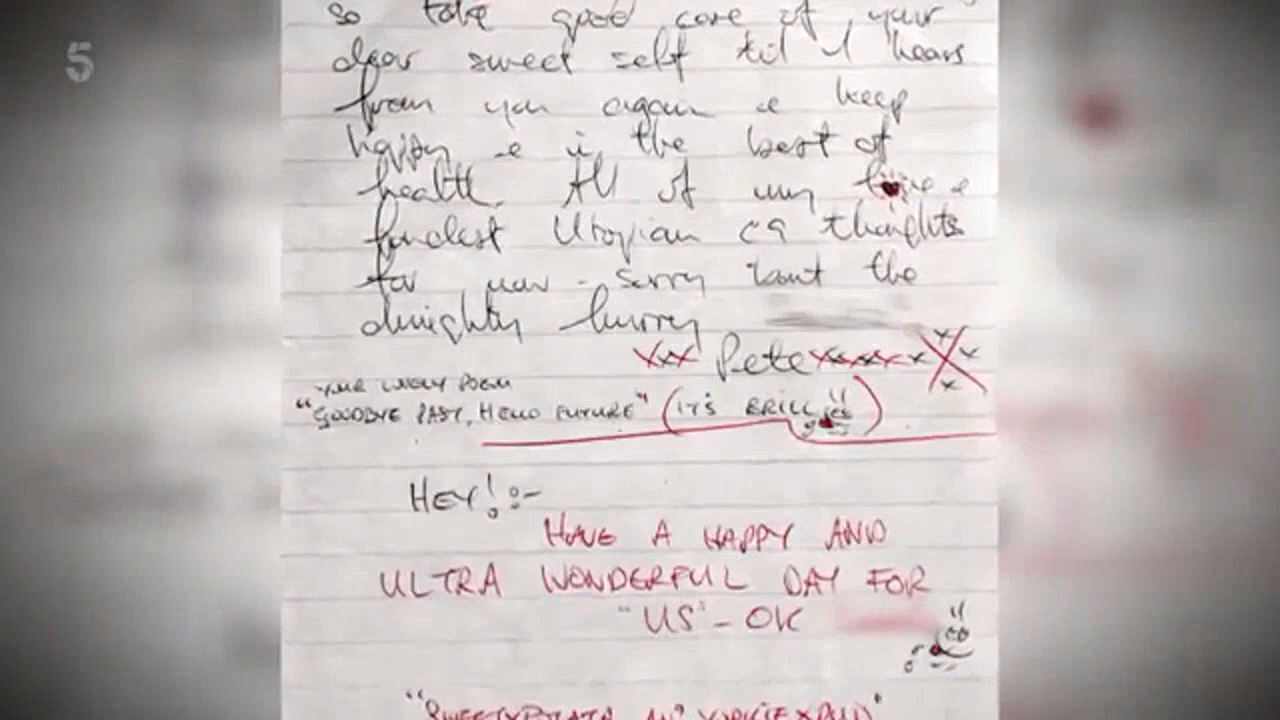 5
so take good care of your
dear sweet self til I hears
from you again & keep
happy & in the best of
health. All of my love &
fondest Utopian thoughts
for you - sorry 'bout the
almighty hurry
xxx Pete xxxxxx
YOUR LOVELY POEM
"GOODBYE PAST, HELLO FUTURE" (IT'S BRILL)
HEY! :-
HAVE A HAPPY AND
ULTRA WONDERFUL DAY FOR
"US" - OK